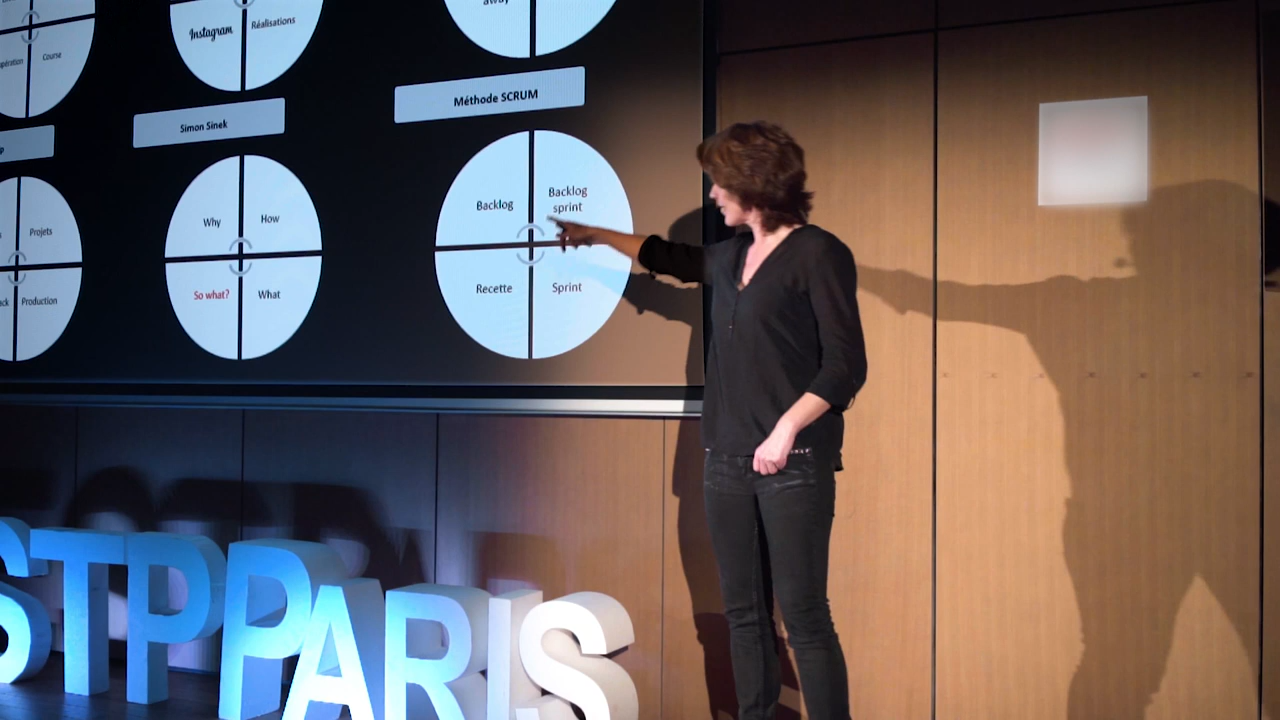 away
Instagram
Réalisations
Course
Méthode SCRUM
Simon Sinek
Backlog
Backlog
sprint
Recette
Sprint
Why
How
So what?
What
Projets
Production
STPPARIS